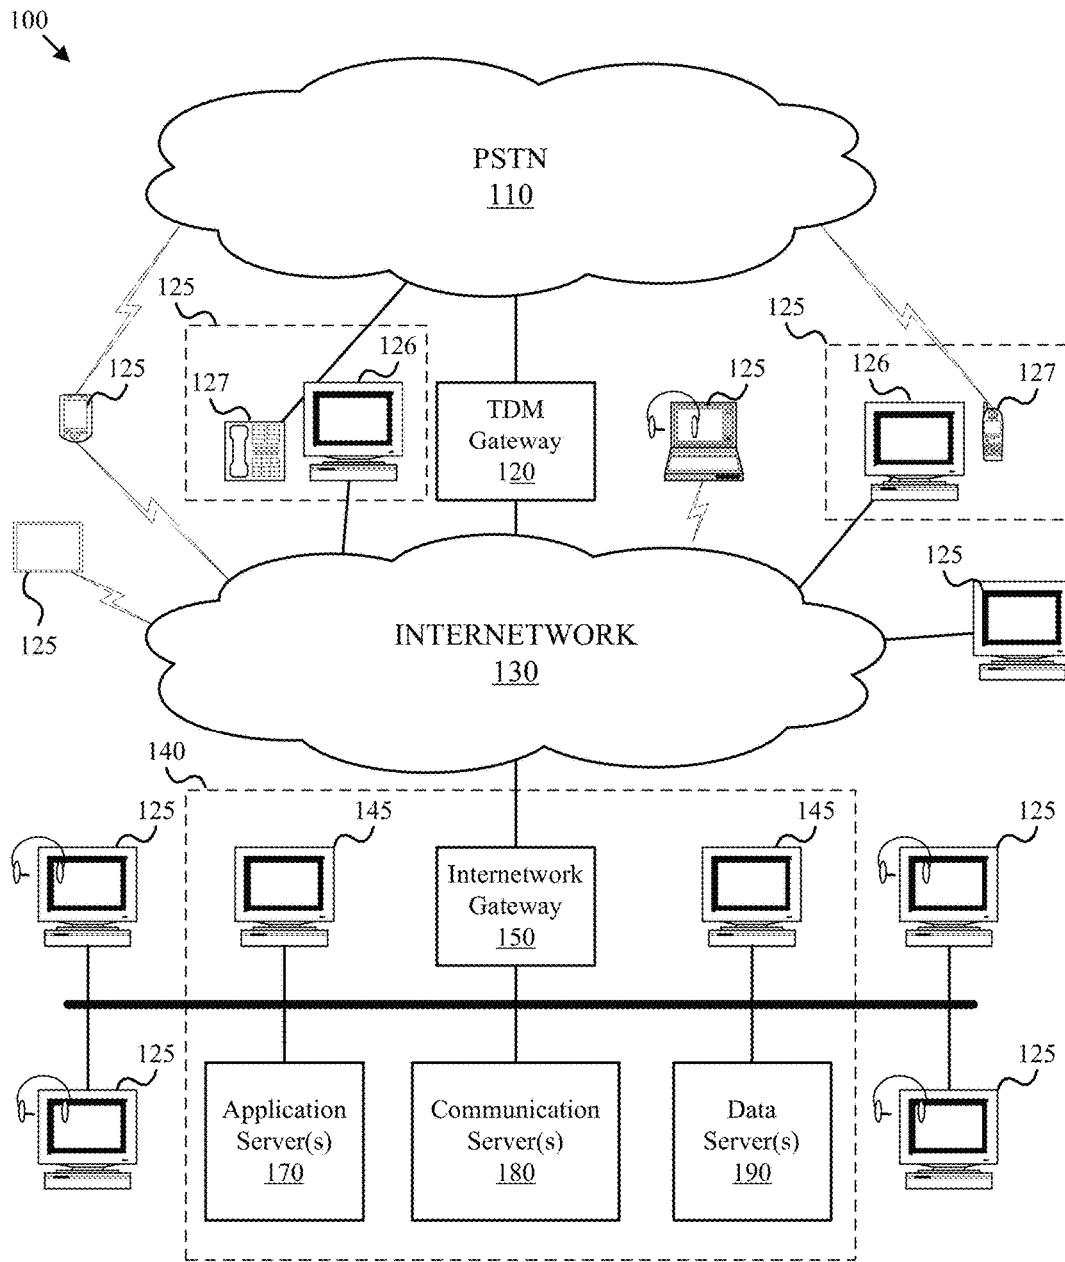 100
PSTN
110
125
125
126
125
125
126
127
125
127
TDM
Gateway
120
125
125
INTERNETWORK
130
140
125
145
145
125
Internetwork
Gateway
150
125
125
Application
Server(s)
170
Communication
Server(s)
180
Data
Server(s)
190